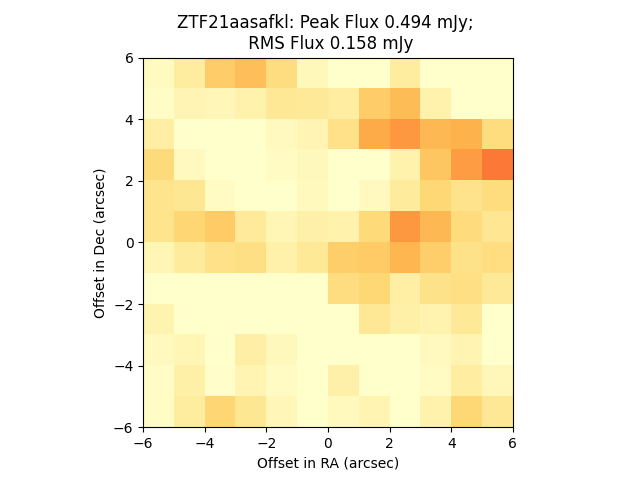 ZTF21aasafkl: Peak Flux 0.494 mJy;
RMS Flux 0.158 mJy
6
4
2
0
−2
−4
−6
Offset in Dec (arcsec)
−6 −4 −2 0 2 4 6
Offset in RA (arcsec)